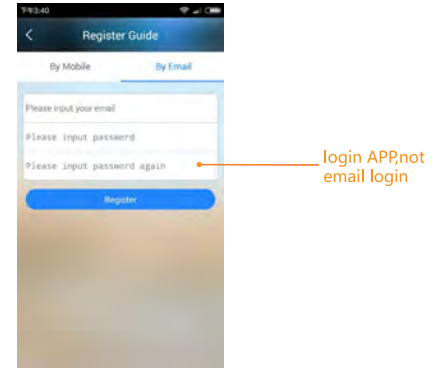 下午3:40
Register Guide
By Mobile
By Email
Please input your email
Please input password
Please input password again
Register
login APP,not
email login